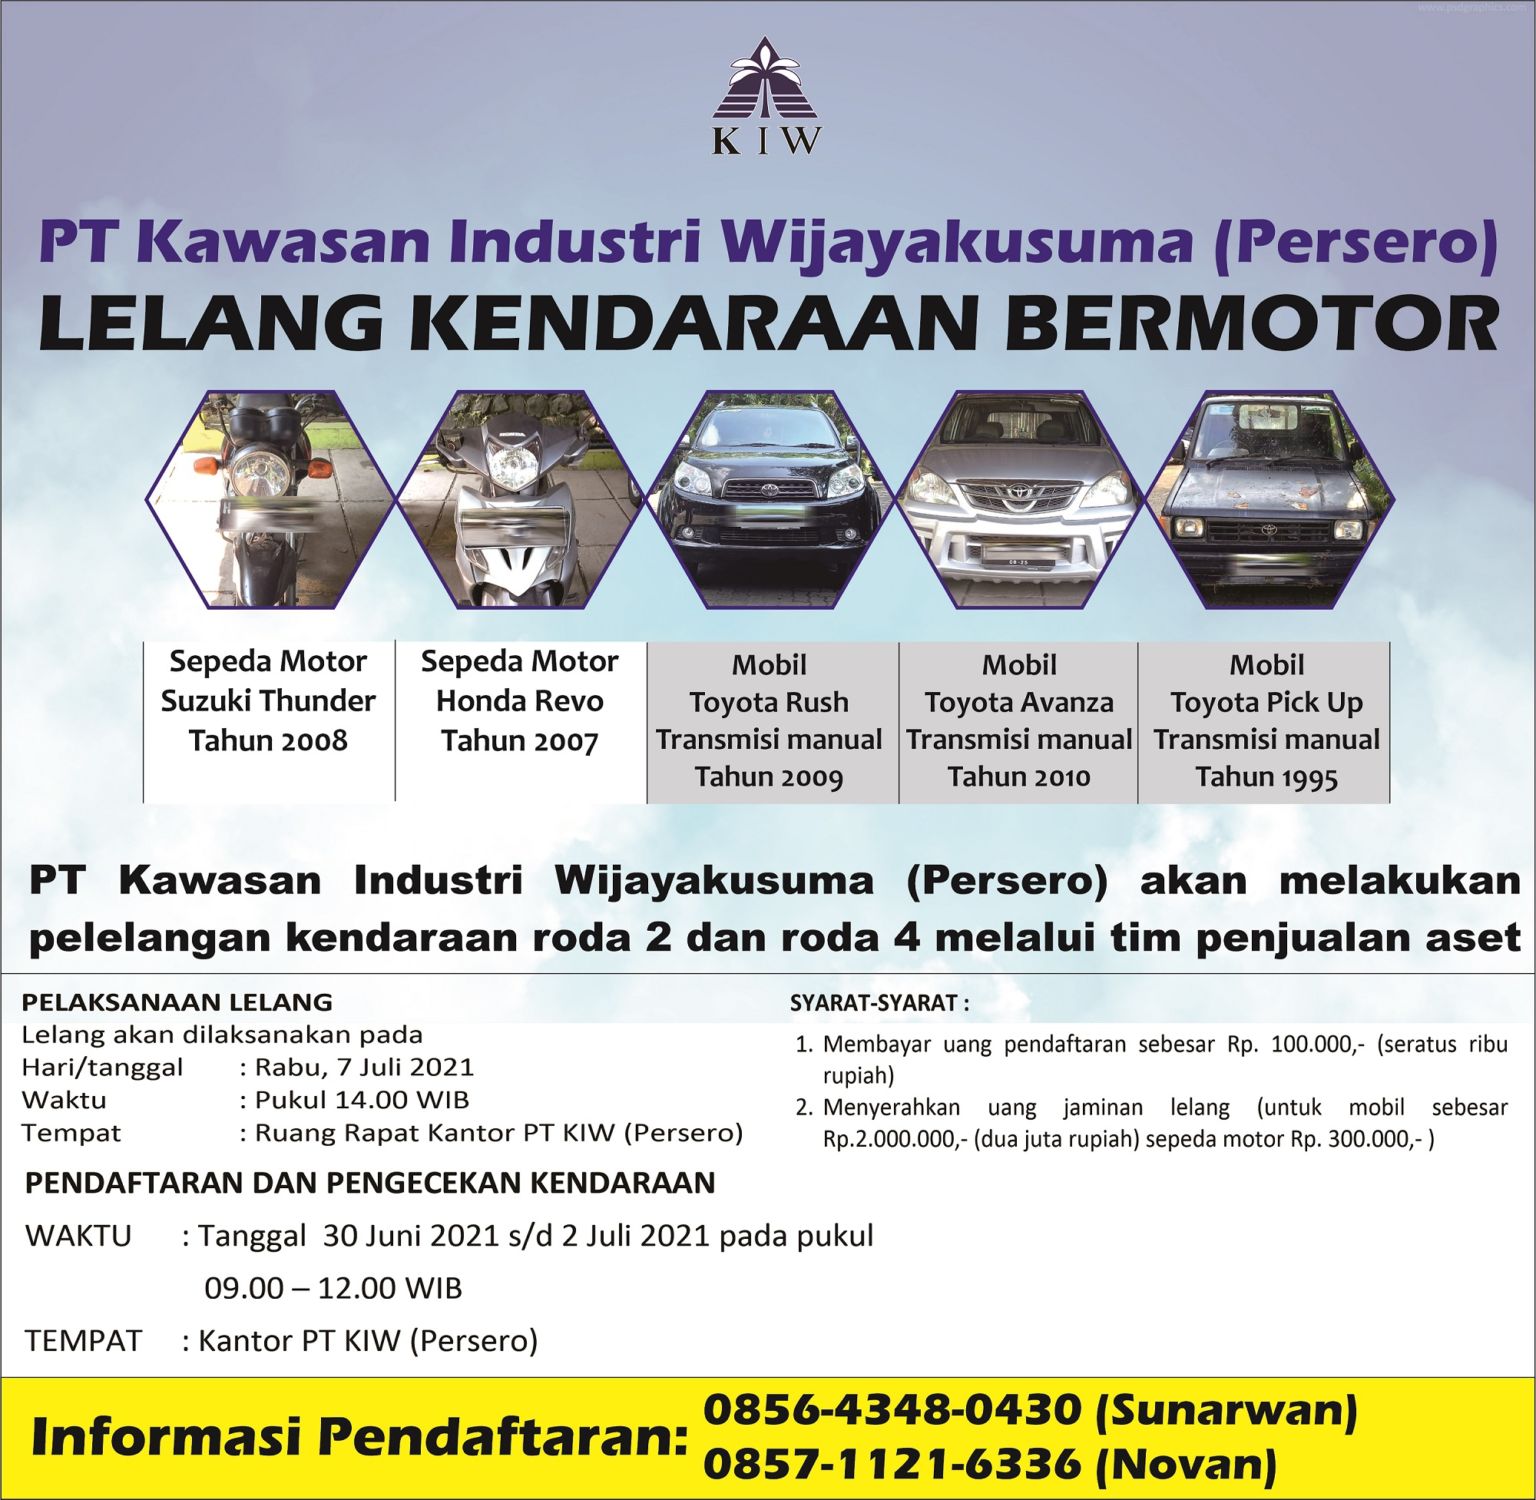 www.psdgraphics.com
KIW
PT Kawasan Industri Wijayakusuma (Persero)
LELANG KENDARAAN BERMOTOR
08·25
Sepeda Motor
Suzuki Thunder
Tahun 2008
Sepeda Motor
Honda Revo
Tahun 2007
Mobil
Toyota Rush
Transmisi manual
Tahun 2009
Mobil
Toyota Avanza
Transmisi manual
Tahun 2010
Mobil
Toyota Pick Up
Transmisi manual
Tahun 1995
PT Kawasan Industri Wijayakusuma (Persero) akan melakukan
pelelangan kendaraan roda 2 dan roda 4 melalui tim penjualan aset
PELAKSANAAN LELANG
Lelang akan dilaksanakan pada
Hari/tanggal : Rabu, 7 Juli 2021
Waktu : Pukul 14.00 WIB
Tempat : Ruang Rapat Kantor PT KIW (Persero)
SYARAT-SYARAT :
1. Membayar uang pendaftaran sebesar Rp. 100.000,- (seratus ribu
rupiah)
2. Menyerahkan uang jaminan lelang (untuk mobil sebesar
Rp.2.000.000,- (dua juta rupiah) sepeda motor Rp. 300.000,- )
PENDAFTARAN DAN PENGECEKAN KENDARAAN
WAKTU : Tanggal 30 Juni 2021 s/d 2 Juli 2021 pada pukul
09.00 – 12.00 WIB
TEMPAT : Kantor PT KIW (Persero)
Informasi Pendaftaran:
0856-4348-0430 (Sunarwan)
0857-1121-6336 (Novan)